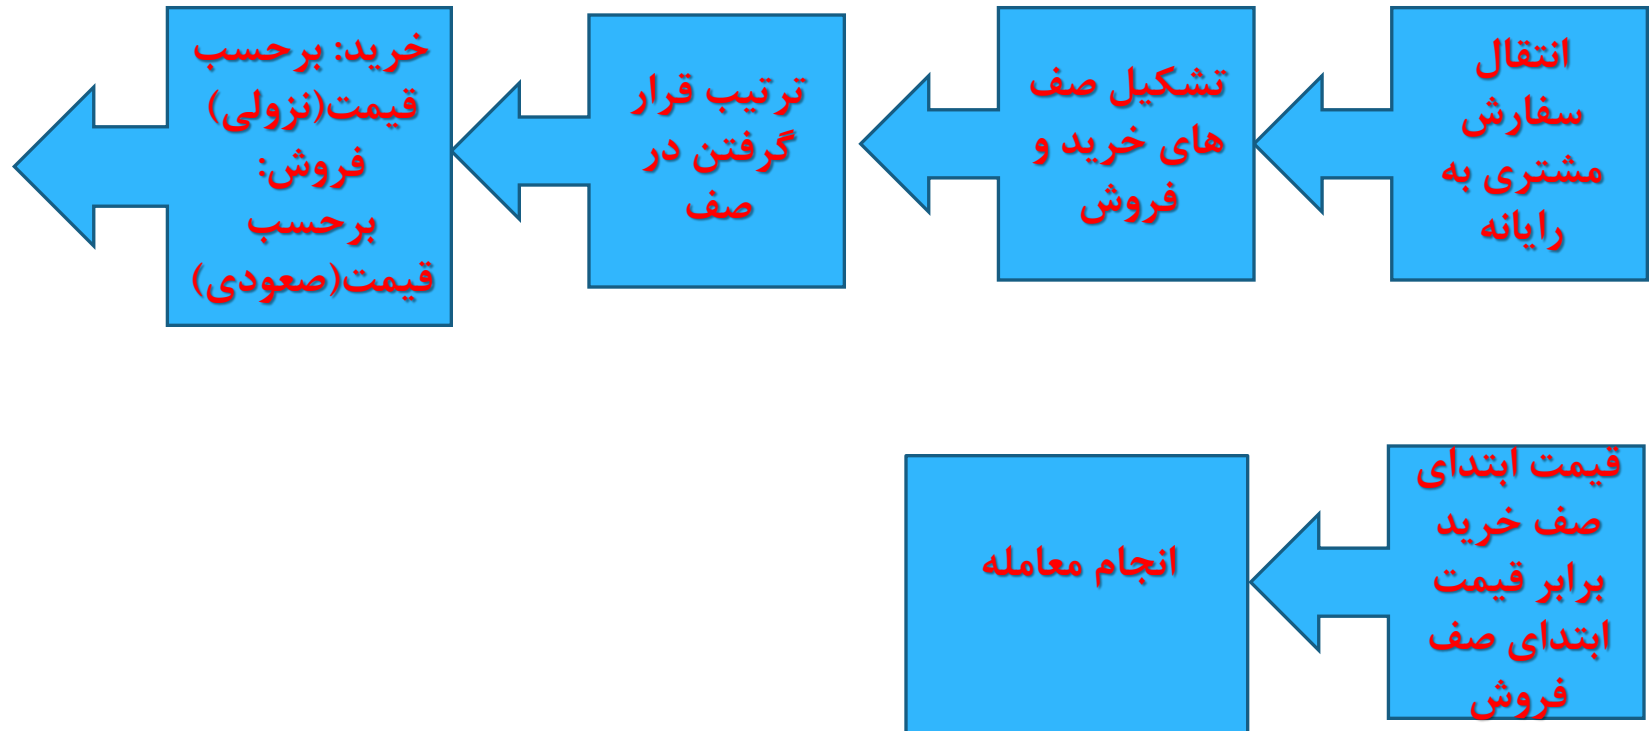 انتقال
سفارش
مشتری به
رایانه
تشکیل صف
های خرید و
فروش
ترتیب قرار
گرفتن در
صف
خرید: برحسب
قیمت(نزولی)
فروش:
برحسب
قیمت(صعودی)
قیمت ابتدای
صف خرید
برابر قیمت
ابتدای صف
فروش
انجام معامله